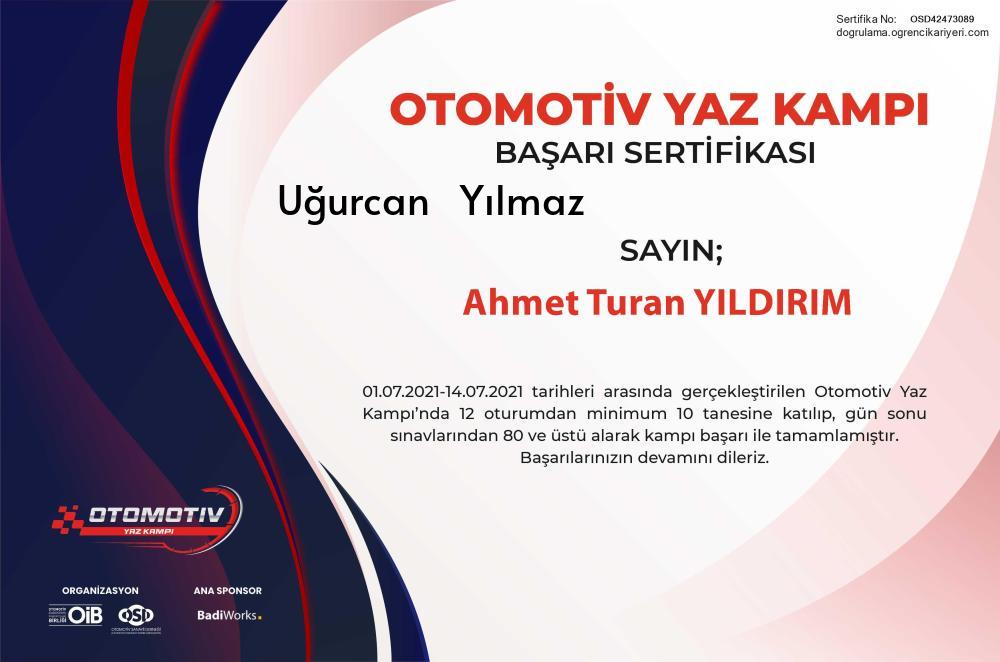 Sertifika No: OSD42473089
dogrulama.ogrencikariyeri.com
OTOMOTİV YAZ KAMPI
BAŞARI SERTİFİKASI
Uğurcan Yılmaz
SAYIN;
Ahmet Turan YILDIRIM
01.07.2021-14.07.2021 tarihleri arasında gerçekleştirilen Otomotiv Yaz
Kampı’nda 12 oturumdan minimum 10 tanesine katılıp, gün sonu
sınavlarından 80 ve üstü alarak kampı başarı ile tamamlamıştır.
Başarılarınızın devamını dileriz.
OTOMOTIV
YAZ KAMPI
ORGANİZASYON
ANA SPONSOR
OİB
OSD
BadiWorks.